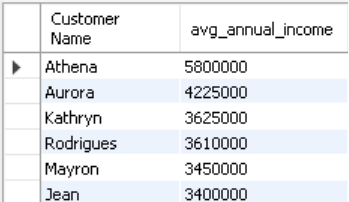 Customer
Name avg_annual_income
Athena 5800000
Aurora 4225000
Kathryn 3625000
Rodrigues 3610000
Mayron 3450000
Jean 3400000